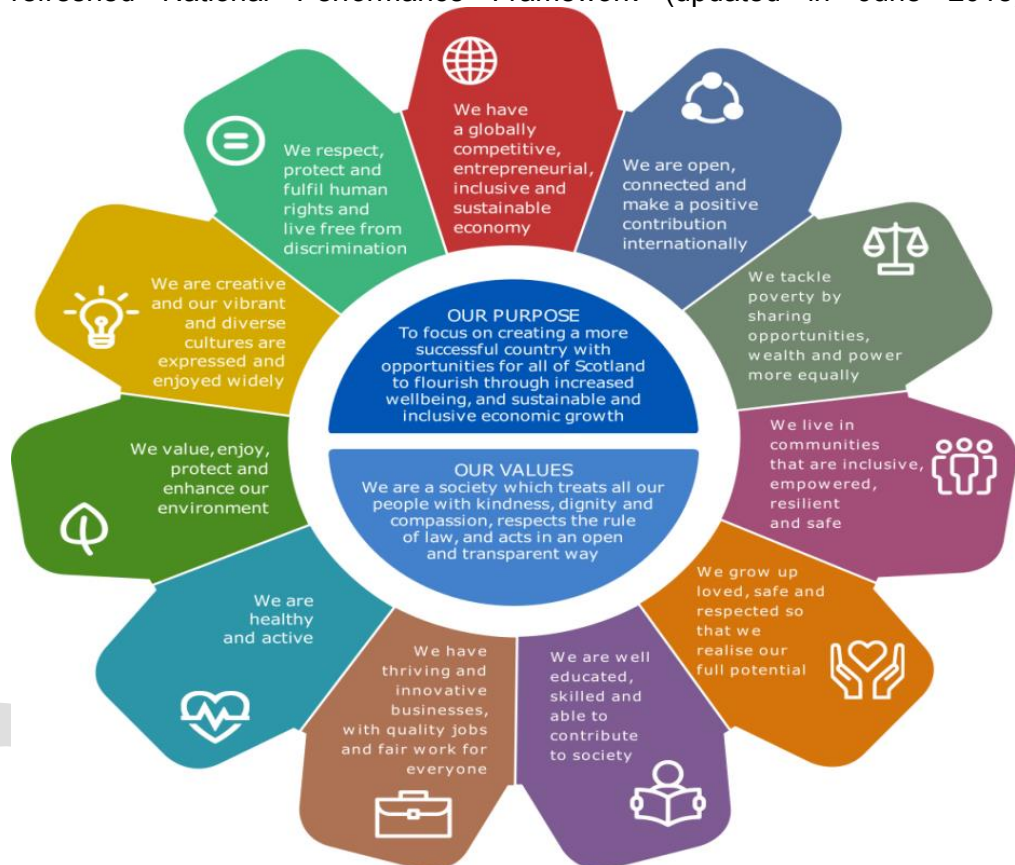 refreshed National Performance Framework (updated in June
We have
a globally
competitive,
entrepreneurial,
inclusive and
sustainable
economy
We are open,
connected and
make a positive
contribution
internationally
We tackle
poverty by
sharing
opportunities,
wealth and power
more equally
We live in
communities
that are inclusive,
empowered,
resilient
and safe
We grow up
loved, safe and
respected so
that we
realise our
full potential
We are well
educated,
skilled and
able to
contribute
to society
We have
thriving and
innovative
businesses,
with quality jobs
and fair work for
everyone
We are
healthy
and active
We value, enjoy,
protect and
enhance our
environment
We are creative
and our vibrant
and diverse
cultures are
expressed and
enjoyed widely
We respect,
protect and
fulfil human
rights and
live free from
discrimination
OUR PURPOSE
To focus on creating a more
successful country with
opportunities for all of Scotland
to flourish through increased
wellbeing, and sustainable and
inclusive economic growth
OUR VALUES
We are a society which treats all our
people with kindness, dignity and
compassion, respects the rule
of law, and acts in an open
and transparent way